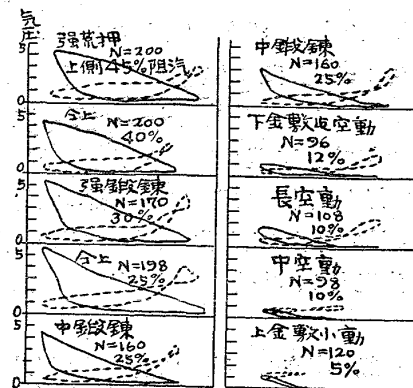 気圧
5
強荒押
N=200
上側45%阻汽
0
5
仝上
N=200
40%
0
5
強鍛錬
N=170
30%
0
5
仝上
N=198
25%
0
5
中鍛錬
N=160
25%
0
中鍛錬
N=160
25%
下金敷迄空動
N=96
12%
長空動
N=108
10%
中空動
N=98
10%
上金敷小動
N=120
5%